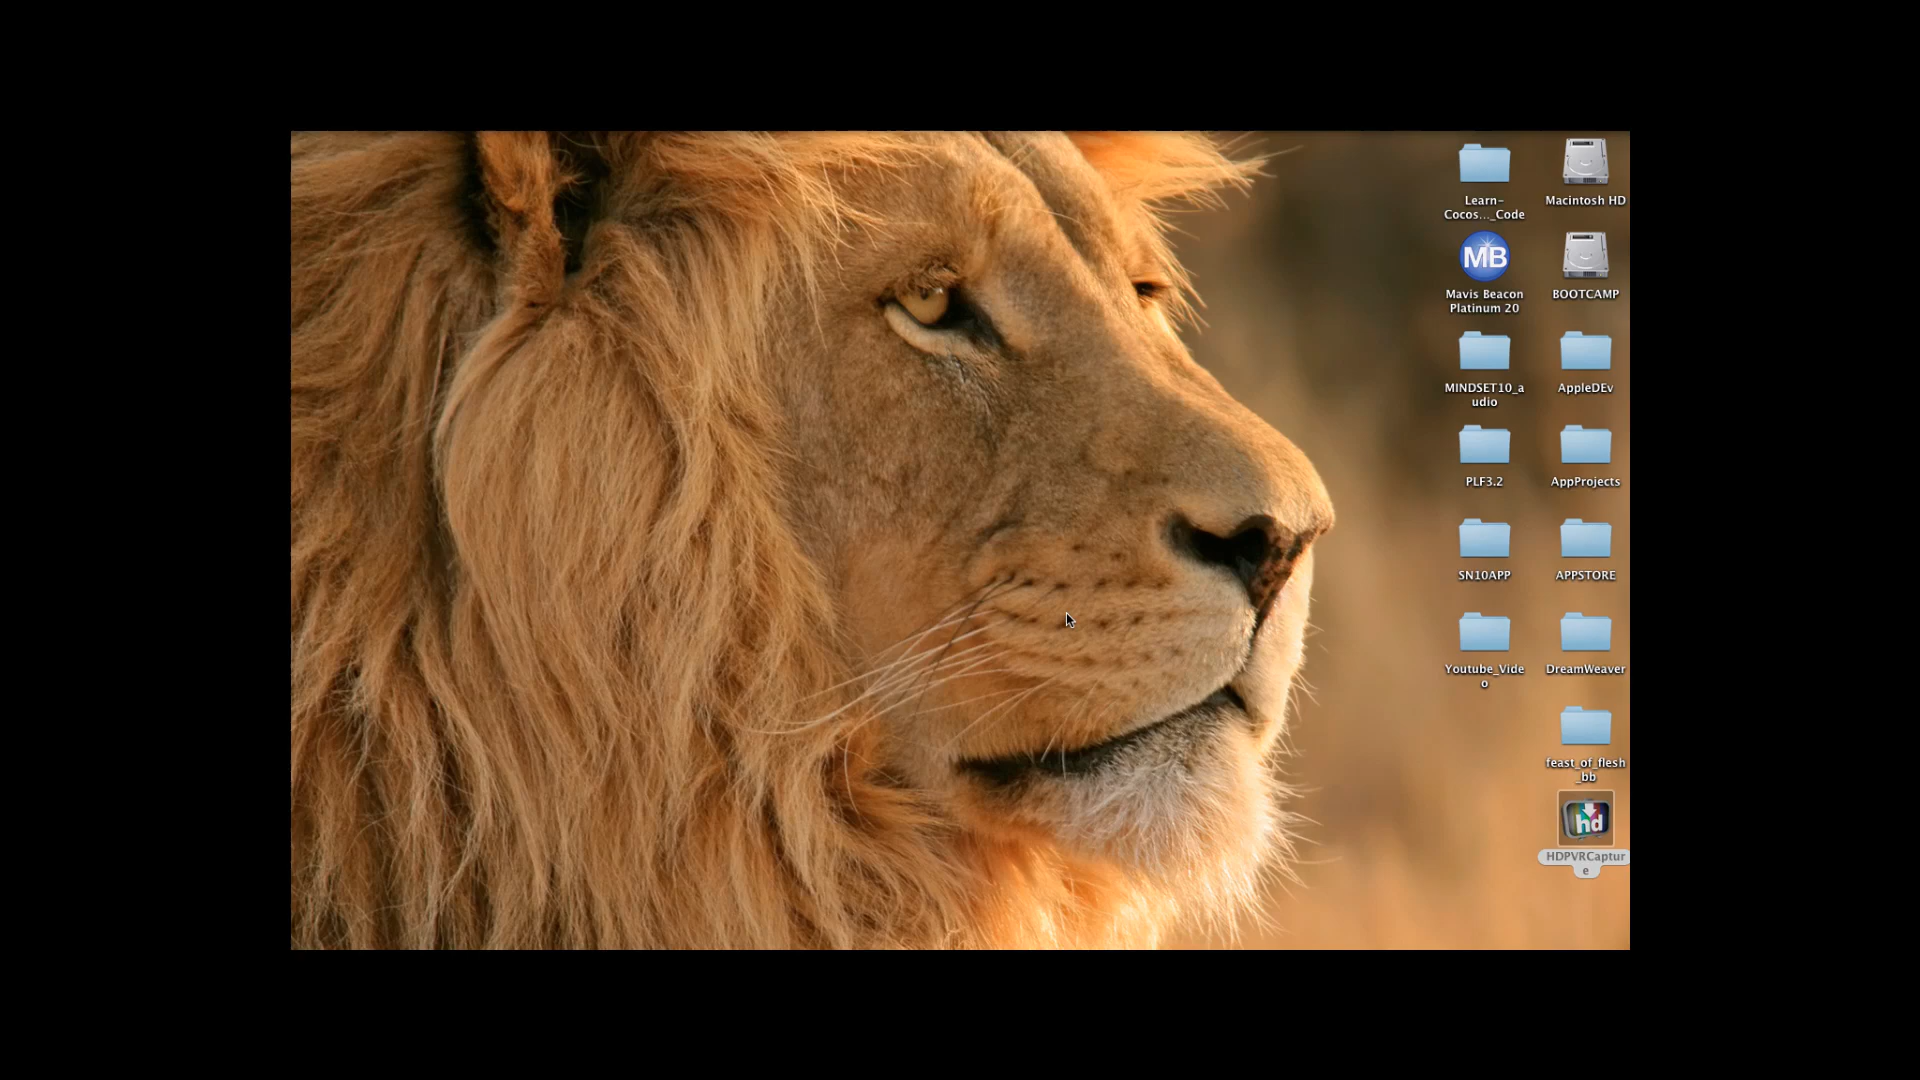 Learn-
Cocos..._Code
Macintosh HD
MB
Mavis Beacon
Platinum 20
BOOTCAMP
MINDSET10_a
udio
AppleDEv
PLF3.2
AppProjects
SN10APP
APPSTORE
Youtube_Vide
o
DreamWeaver
feast_of_flesh
_bb
hd
HDPVRCaptur
e